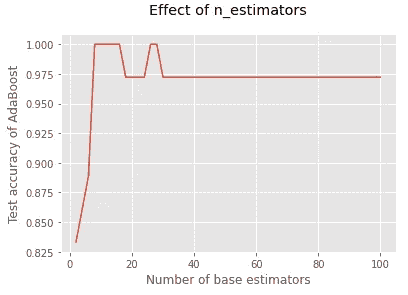 Effect of n_estimators
Test accuracy of AdaBoost
1.000
0.975
0.950
0.925
0.900
0.875
0.850
0.825
0 20 40 60 80 100
Number of base estimators